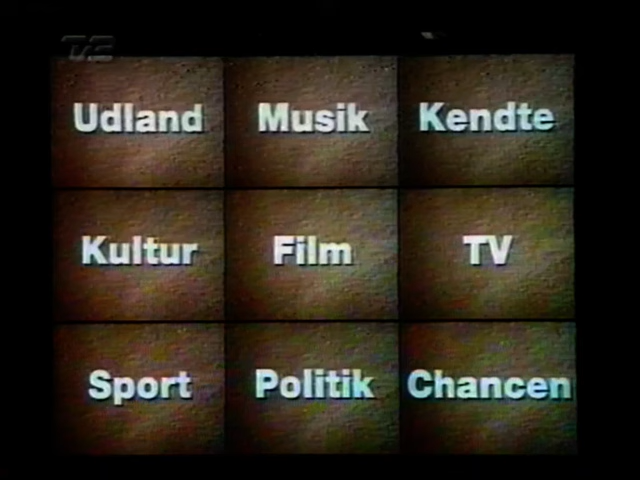 TV2
Udland Musik Kendte
Kultur Film TV
Sport Politik Chancen